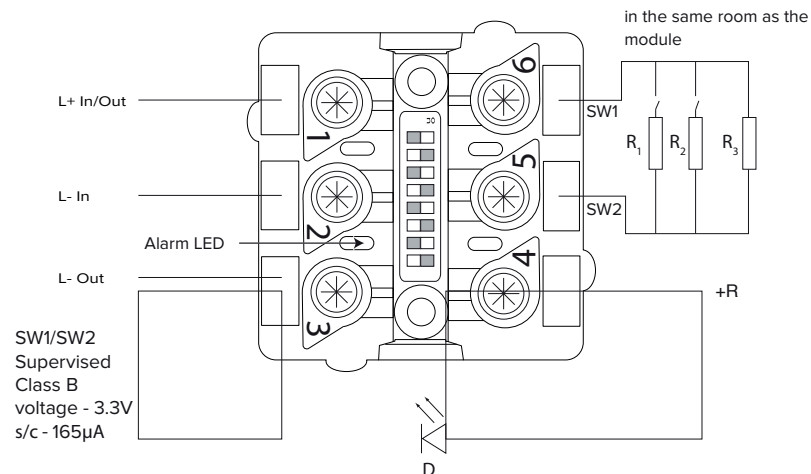 in the same room as the
module
L+ In/Out
L- In
Alarm LED
L- Out
SW1/SW2
Supervised
Class B
voltage - 3.3V
s/c - 165µA
1
2
3
R
6
5
4
SW1
SW2
R1
R2
R3
+R
D